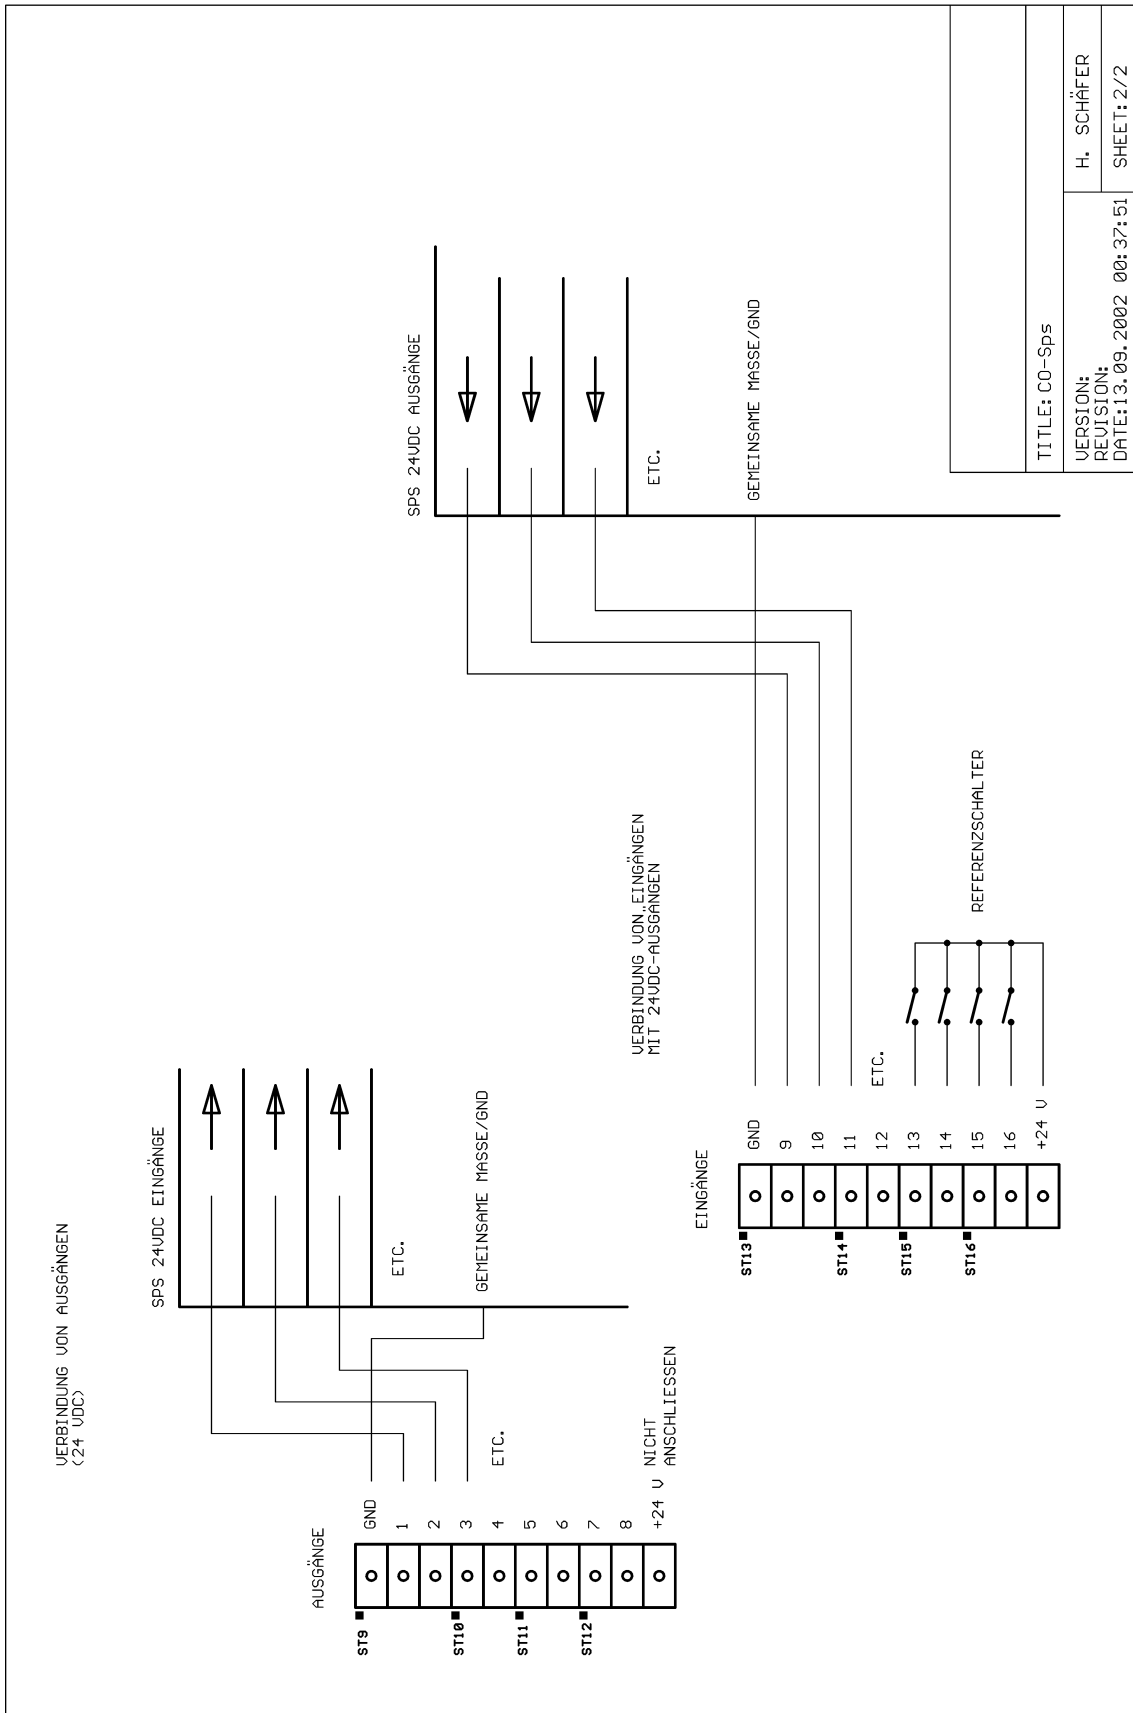 VERBINDUNG VON AUSGÄNGEN
(24 VDC)
SPS 24VDC EINGÄNGE
ETC.
GEMEINSAME MASSE/GND
AUSGÄNGE
GND
1
2
3
ETC.
4
5
6
7
8
+24 V NICHT
ANSCHLIESSEN
ST9
ST10
ST11
ST12
SPS 24VDC AUSGÄNGE
ETC.
GEMEINSAME MASSE/GND
VERBINDUNG VON EINGÄNGEN
MIT 24VDC-AUSGÄNGEN
EINGÄNGE
GND
9
10
11
12
ETC.
13
14
15
16
+24 V
REFERENZSCHALTER
ST13
ST14
ST15
ST16
TITLE: CO-Sps
VERSION:
REVISION:
DATE:13.09.2002 00:37:51
H. SCHÄFER
SHEET:2/2